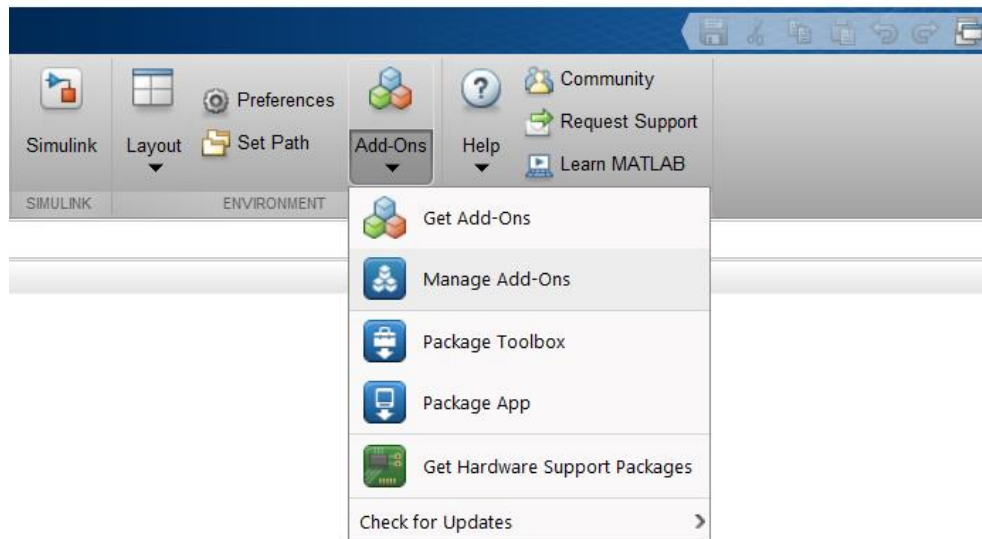 Simulink
Layout
Preferences
Set Path
Add-Ons
Help
Community
Request Support
Learn MATLAB
SIMULINK
ENVIRONMENT
Get Add-Ons
Manage Add-Ons
Package Toolbox
Package App
Get Hardware Support Packages
Check for Updates